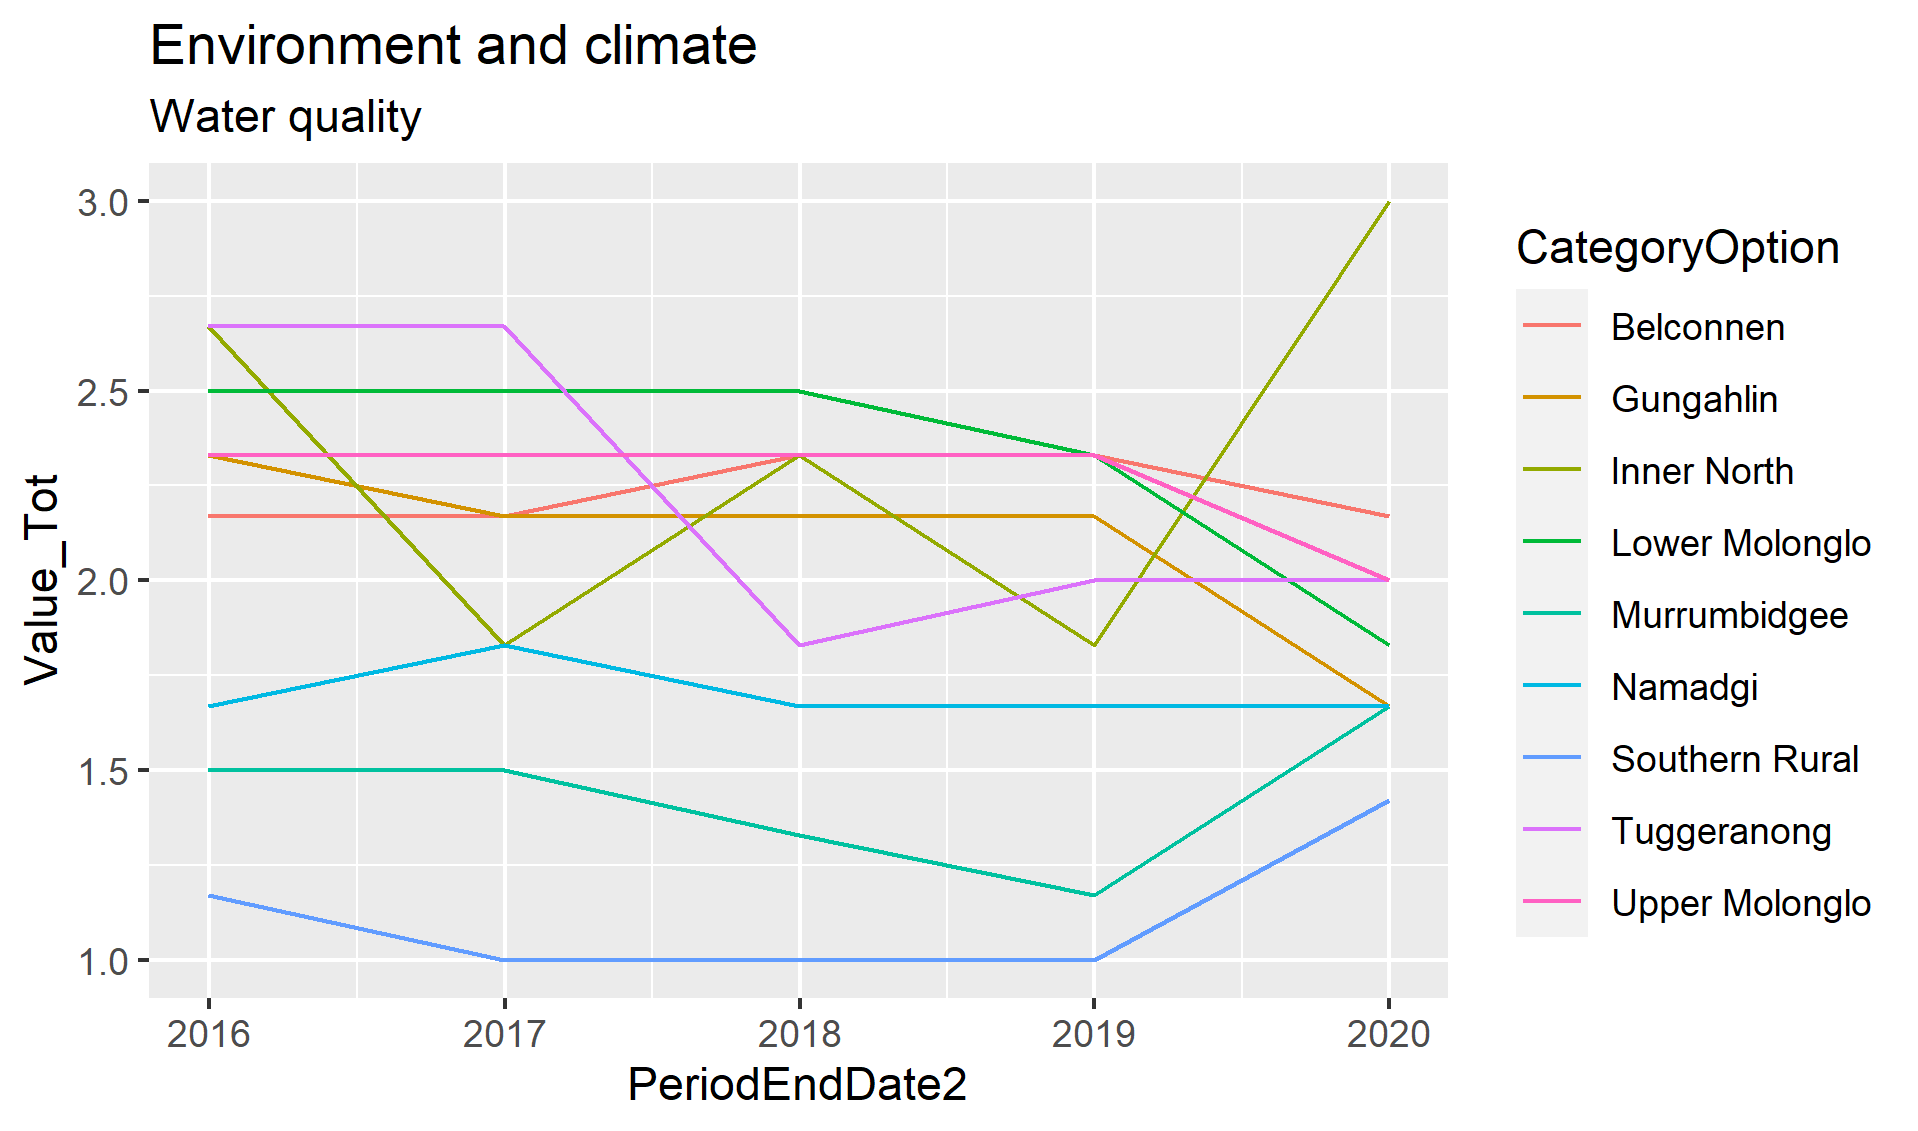 Environment and climate
Water quality
Value_Tot
3.0
2.5
2.0
1.5
1.0
2016 2017 2018 2019 2020
PeriodEndDate2
CategoryOption
Belconnen
Gungahlin
Inner North
Lower Molonglo
Murrumbidgee
Namadgi
Southern Rural
Tuggeranong
Upper Molonglo